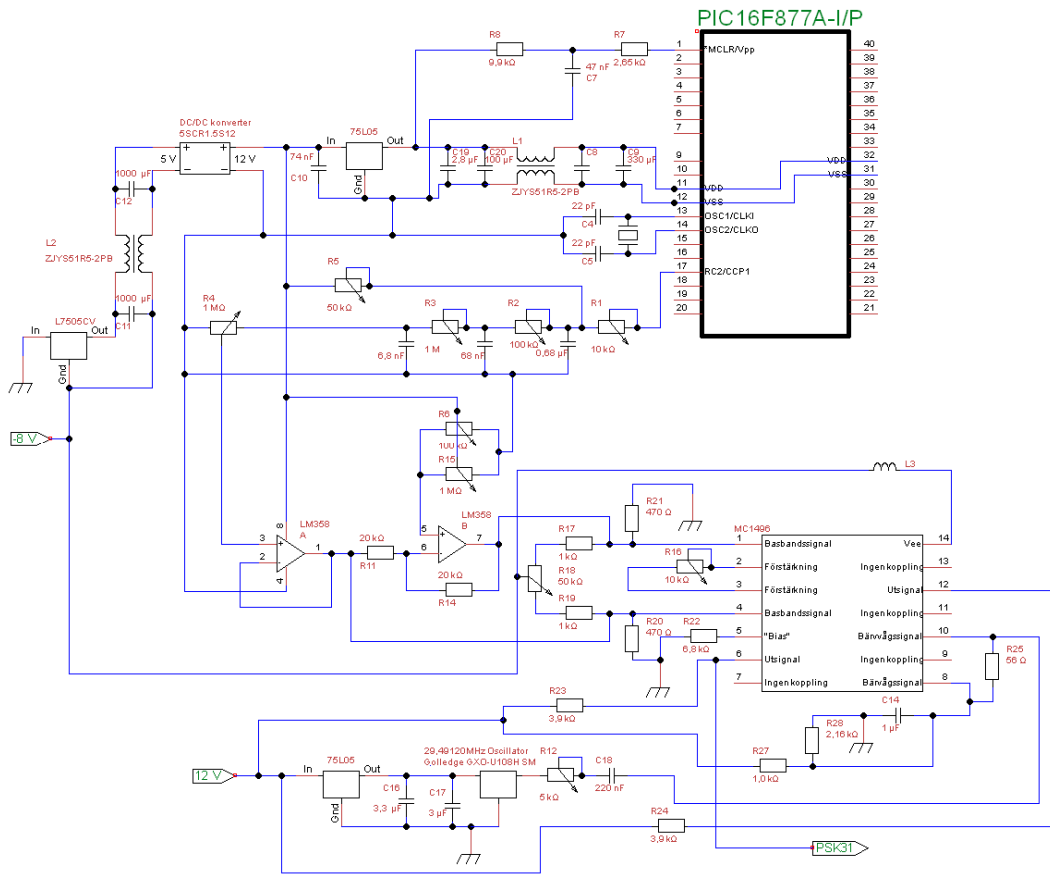 PIC16F877A-I/P
R8
9,9kΩ
R7
2,65kΩ
47 nF
C7
1
2
3
4
5
6
7
9
10
11
12
13
14
15
16
17
18
19
20
*MCLR/Vpp
VDD
VSS
OSC1/CLKI
OSC2/CLKO
RC2/CCP1
VDD
VSS
40
39
38
37
36
35
34
33
32
31
30
29
28
27
26
25
24
23
22
21
DC/DC konverter
5SCR1.5S12
5 V
12 V
+
+
−
−
1000 µF
C12
L2
ZJYS51R5-2PB
1000 µF
C11
L7505CV
In
Out
Gnd
-8 V
74 nF
C10
75L05
In
Out
Gnd
C19
2,8 µF
C20
100 µF
L1
ZJYS51R5-2PB
C8
C9
330 µF
22 pF
C4
22 pF
C5
R5
50 kΩ
R4
1 MΩ
R3
1 M
R2
100 kΩ
R1
10 kΩ
6,8 nF
68 nF
0,68 µF
R6
100 kΩ
R15
1 MΩ
LM358
A
8
3
2
1
4
+
-
20 kΩ
R11
LM358
B
5
6
7
+
-
20 kΩ
R14
R17
1 kΩ
R18
50 kΩ
R19
1 kΩ
R21
470 Ω
R16
10 kΩ
R20
470 Ω
R22
6,8 kΩ
L3
MC1496
1
2
3
4
5
6
7
Basbandssignal
Förstärkning
Förstärkning
Basbandssignal
"Bias"
Utsignal
Ingen koppling
Vee
Ingen koppling
Utsignal
Ingen koppling
Bärvvågssignal
Ingen koppling
Bärvågssignal
14
13
12
11
10
9
8
R25
56 Ω
C14
1 µF
R28
2,16 kΩ
R27
1,0 kΩ
R23
3,9 kΩ
12 V
75L05
In
Out
Gnd
C16
3,3 µF
C17
3 µF
29,49120MHz Oscillator
Golledge GXO-U108H SM
R12
5 kΩ
C18
220 nF
R24
3,9 kΩ
PSK31